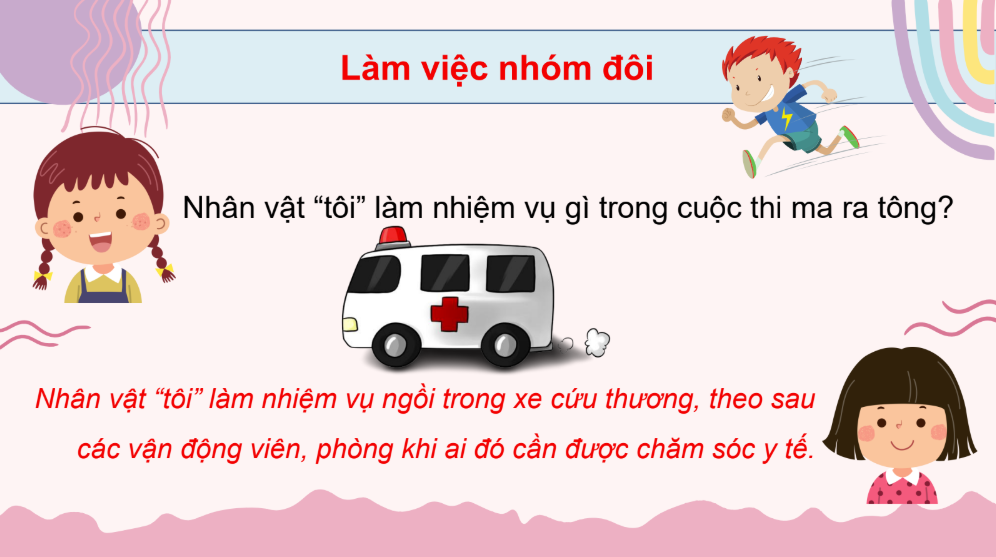 Làm việc nhóm đôi
Nhân vật “tôi” làm nhiệm vụ gì trong cuộc thi ma ra tông?
Nhân vật “tôi” làm nhiệm vụ ngồi trong xe cứu thương, theo sau
các vận động viên, phòng khi ai đó cần được chăm sóc y tế.